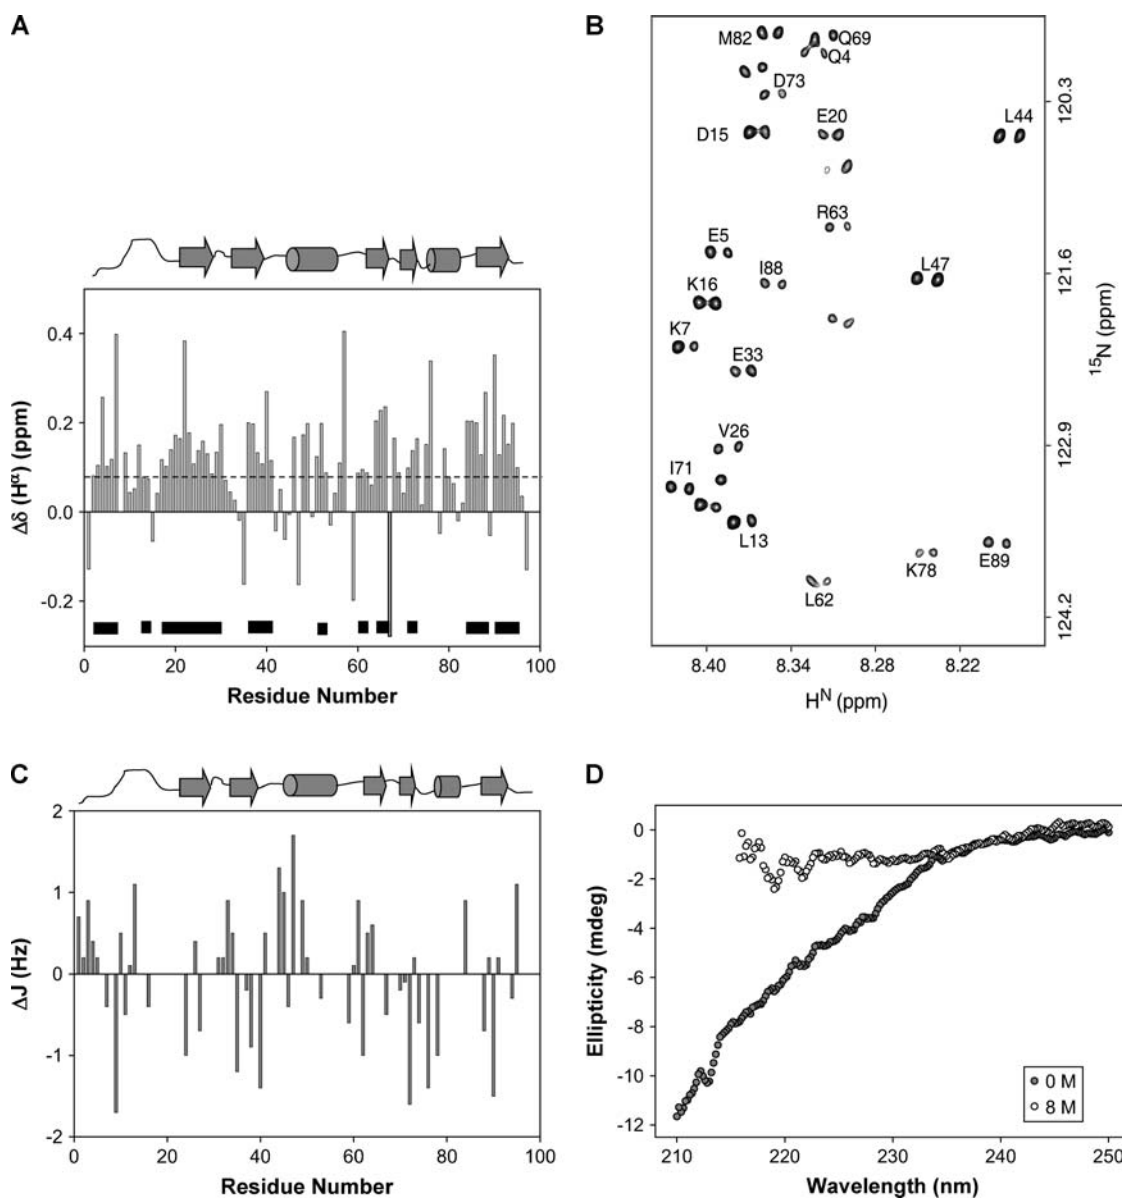 A
Δδ (Hα) (ppm)
0.4
0.2
0.0
-0.2
0 20 40 60 80 100
Residue Number
B
M82
Q69
Q4
D73
D15
E20
L44
R63
E5
I88
L47
K16
K7
E33
V26
I71
L13
K78
E89
L62
120.3
121.6
122.9
124.2
15N (ppm)
8.40 8.34 8.28 8.22
HN (ppm)
C
ΔJ (Hz)
2
1
0
-1
-2
0 20 40 60 80 100
Residue Number
D
Ellipticity (mdeg)
0
-2
-4
-6
-8
-10
-12
0 M
8 M
210 220 230 240 250
Wavelength (nm)